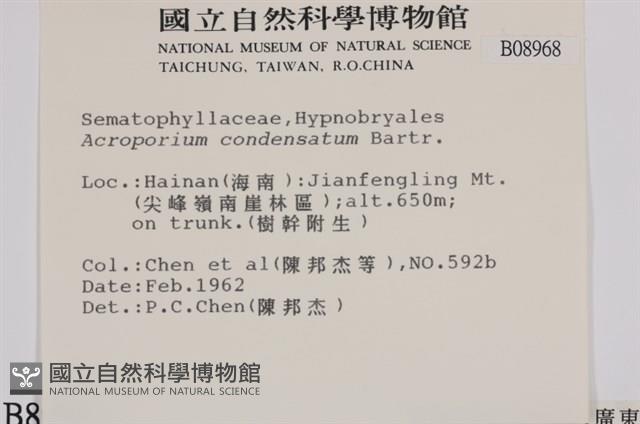 國立自然科學博物館
NATIONAL MUSEUM OF NATURAL SCIENCE
TAICHUNG, TAIWAN, R.O.CHINA
B08968
Sematophyllaceae,Hypnobryales
Acroporium condensatum Bartr.
Loc.:Hainan(海南):Jianfengling Mt.
(尖峰嶺南崖林區);alt.650m;
on trunk.(樹幹附生)
Col.:Chen et al(陳邦杰等),NO.592b
Date:Feb.1962
Det.:P.C.Chen(陳邦杰)
國立自然科學博物館
NATIONAL MUSEUM OF NATURAL SCIENCE
B8
廣東